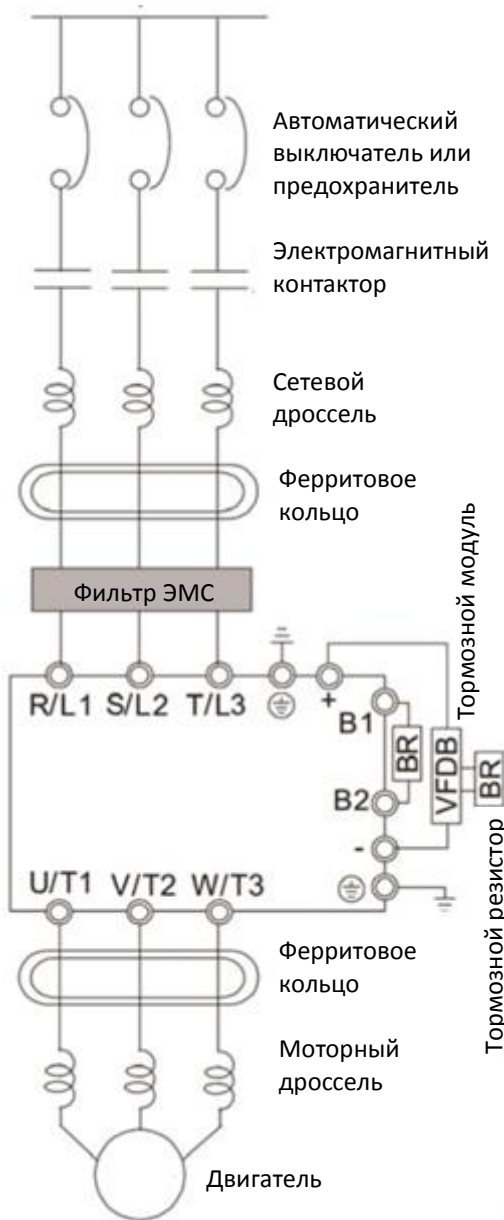 Автоматический
выключатель или
предохранитель
Электромагнитный
контактор
Сетевой
дроссель
Ферритовое
кольцо
Фильтр ЭМС
Тормозной модуль
R/L1 S/L2 T/L3
+
B1
BR
VFDB
BR
B2
-
Тормозной резистор
U/T1 V/T2 W/T3
Ферритовое
кольцо
Моторный
дроссель
Двигатель